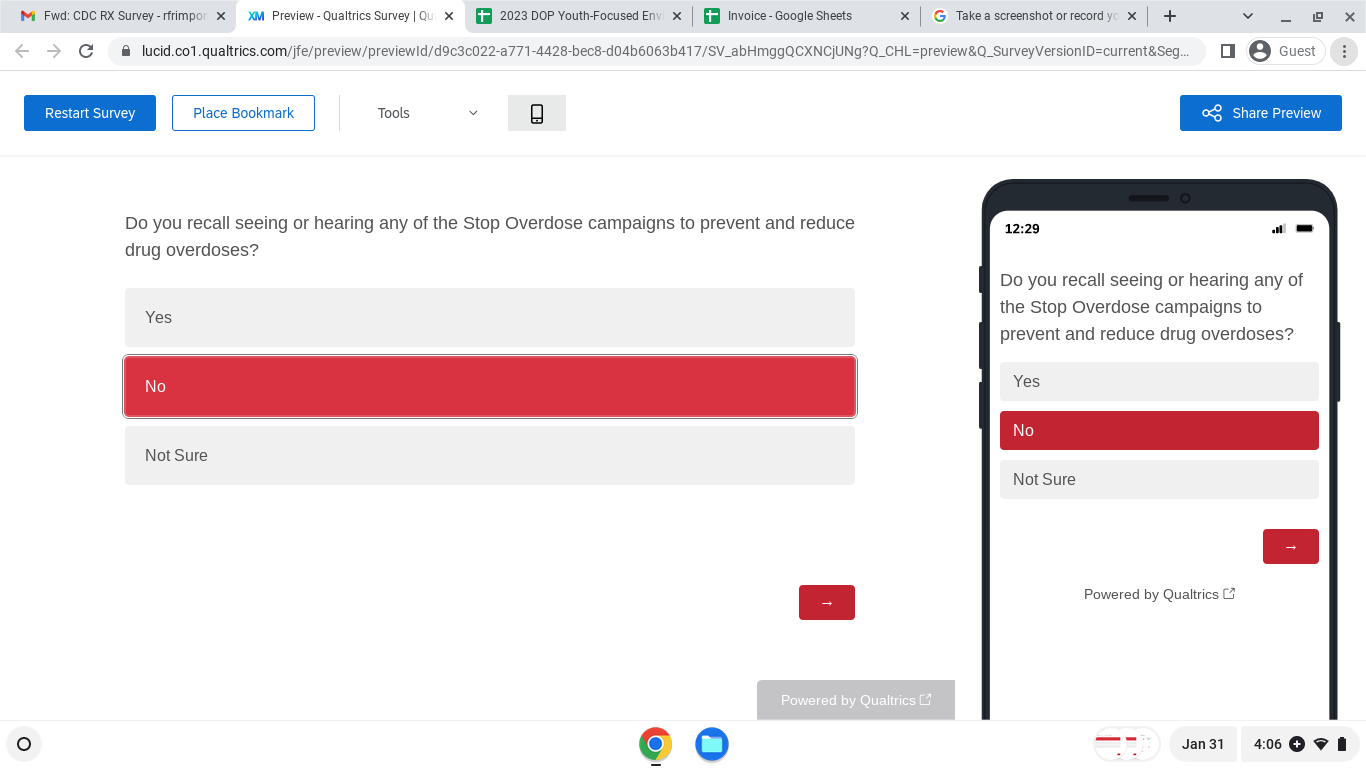 Fwd: CDC RX Survey - rfrimpon
Preview - Qualtrics Survey | Qu
2023 DOP Youth-Focused Envi
Invoice - Google Sheets
Take a screenshot or record yo
lucid.co1.qualtrics.com/jfe/preview/previewId/d9c3c022-a771-4428-bec8-d04b6063b417/SV_abHmggQCXNCjUNg?Q_CHL=preview&Q_SurveyVersionID=current&Seg...
Guest
Restart Survey
Place Bookmark
Tools
Share Preview
Do you recall seeing or hearing any of the Stop Overdose campaigns to prevent and reduce
drug overdoses?
Yes
No
Not Sure
→
Powered by Qualtrics
12:29
Do you recall seeing or hearing any of
the Stop Overdose campaigns to
prevent and reduce drug overdoses?
Yes
No
Not Sure
→
Powered by Qualtrics
Jan 31
4:06